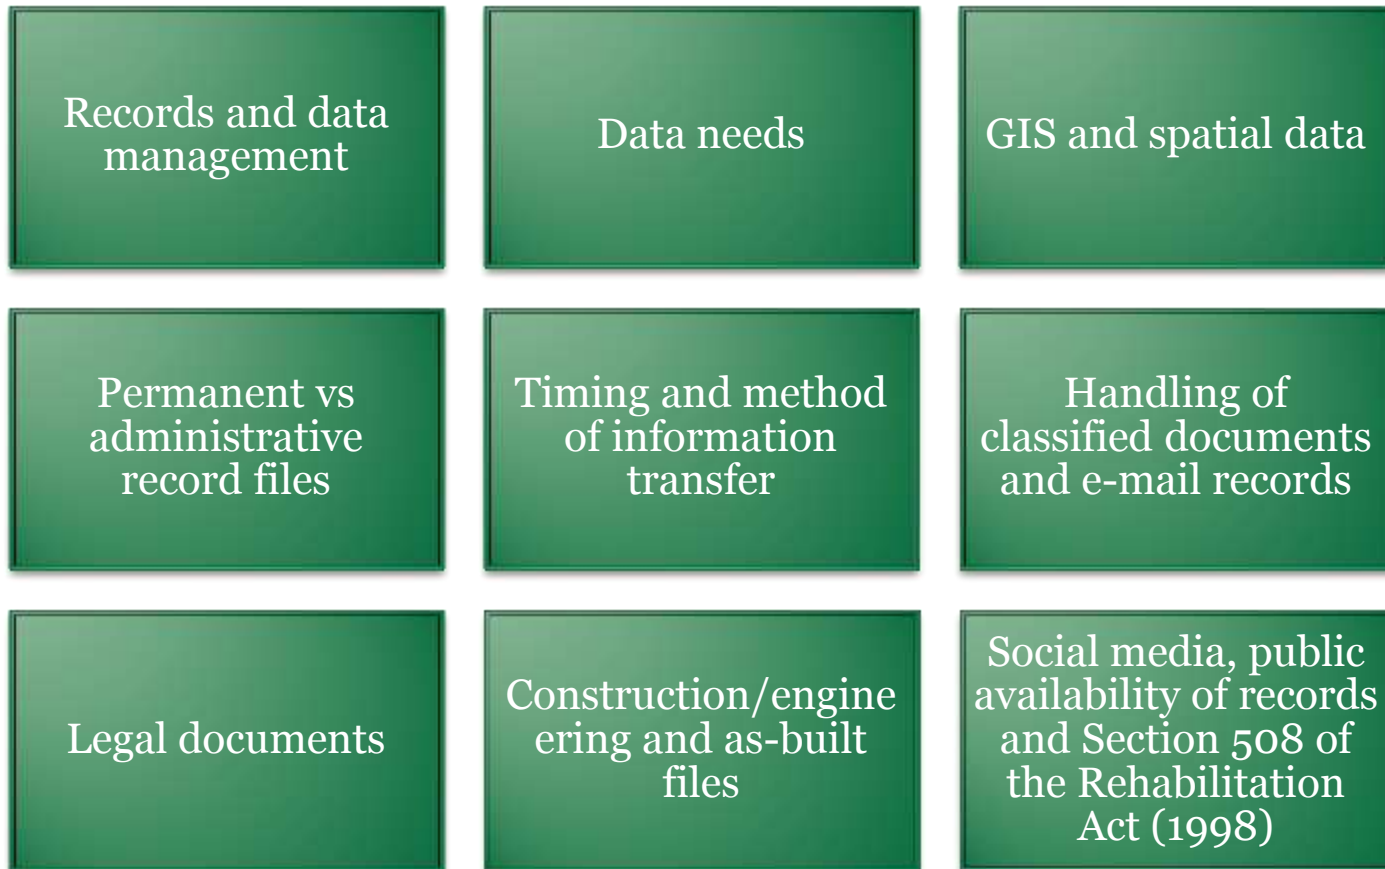 Records and data
management
Data needs
GIS and spatial data
Permanent vs
administrative
record files
Timing and method
of information
transfer
Handling of
classified documents
and e-mail records
Legal documents
Construction/engine
ering and as-built
files
Social media, public
availability of records
and Section 508 of
the Rehabilitation
Act (1998)